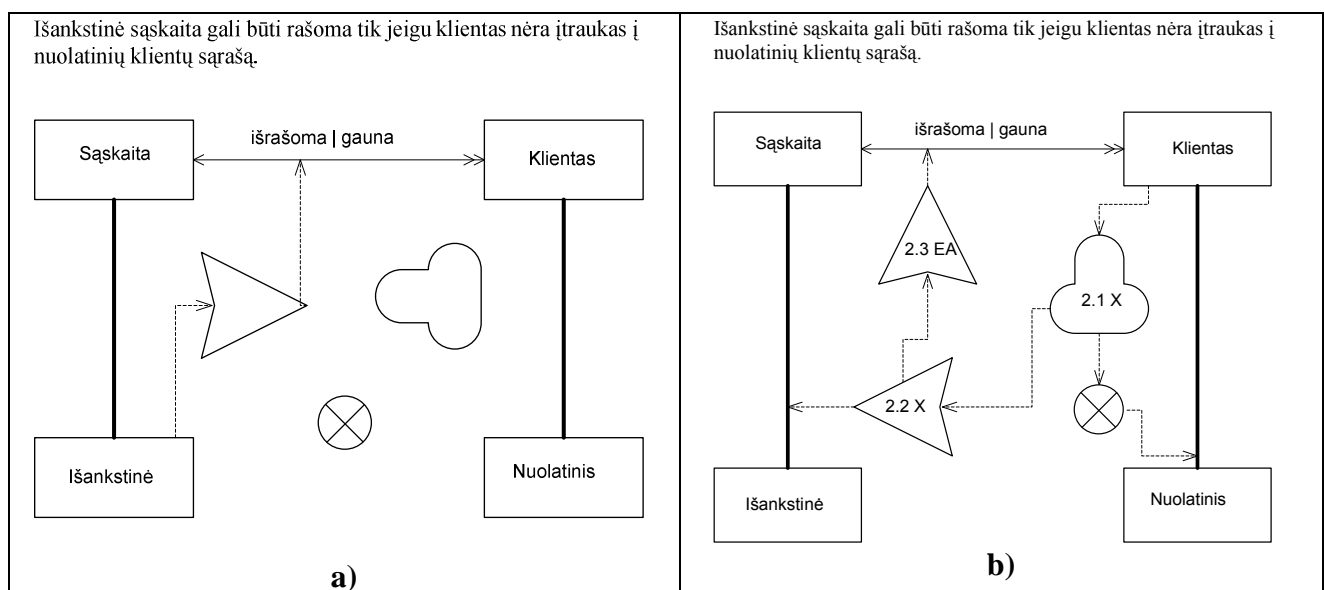 Išankstinė sąskaita gali būti rašoma tik jeigu klientas nėra įtraukas į
nuolatinių klientų sąrašą.
Sąskaita
išrašoma | gauna
Klientas
Išankstinė
Nuolatinis
a)
Išankstinė sąskaita gali būti rašoma tik jeigu klientas nėra įtraukas į
nuolatinių klientų sąrašą.
Sąskaita
išrašoma | gauna
Klientas
2.3 EA
2.1 X
2.2 X
Išankstinė
Nuolatinis
b)